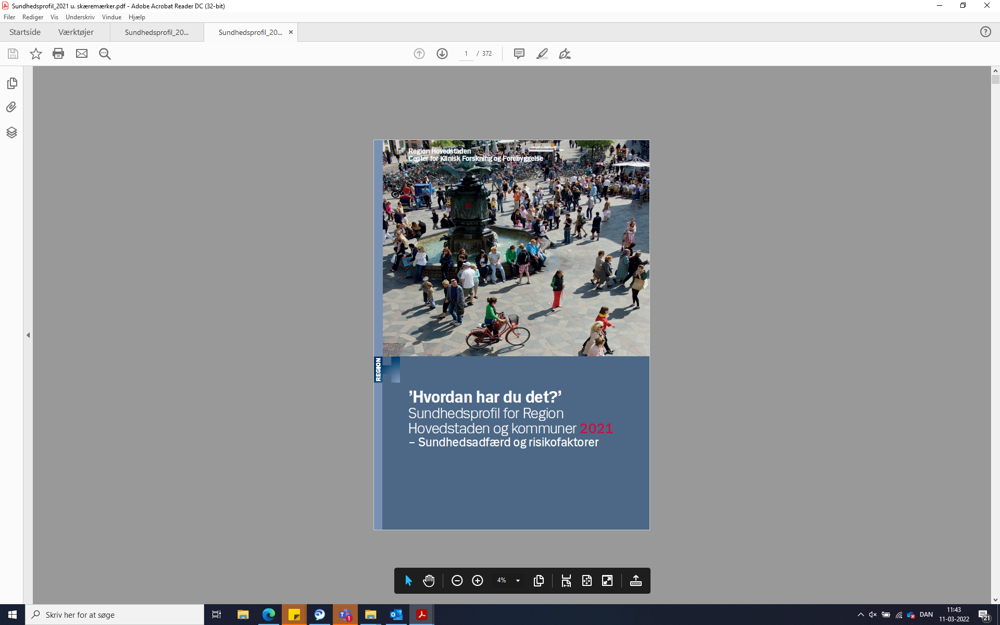 Sundhedsprofil_2021 u. skæremærker.pdf - Adobe Acrobat Reader DC (32-bit)
Filer Rediger Vis Underskriv Vindue Hjælp
Startside Værktøjer Sundhedsprofil_20... Sundhedsprofil_20...
1 / 372
Region Hovedstaden
Center for Klinisk Forskning og Forebyggelse
REGION
’Hvordan har du det?’
Sundhedsprofil for Region
Hovedstaden og kommuner 2021
– Sundhedsadfærd og risikofaktorer
4%
Skriv her for at søge
1
DAN
11:43
11-03-2022
21